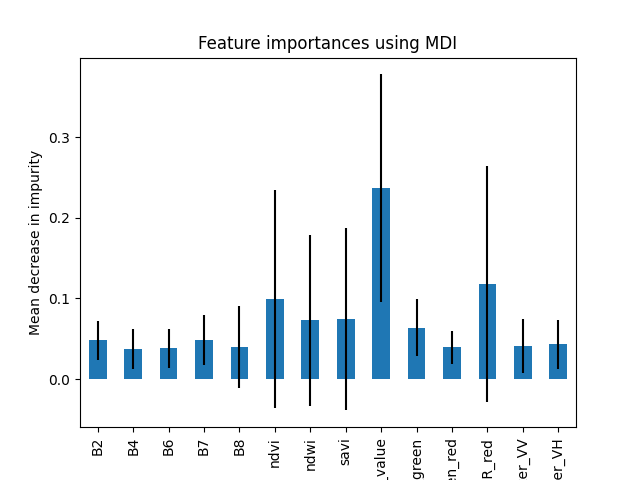 Feature importances using MDI
Mean decrease in impurity
0.3
0.2
0.1
0.0
B2
B4
B6
B7
B8
ndvi
ndwi
savi
_value
green
en_red
R_red
er_VV
er_VH